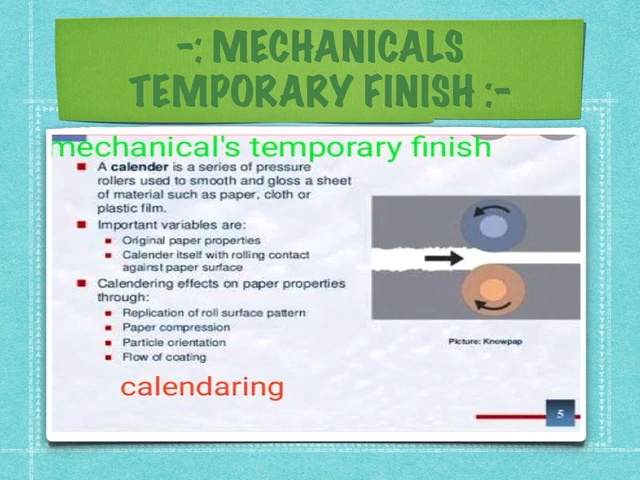 -: MECHANICALS
TEMPORARY FINISH :-
mechanical's temporary finish
A calender is a series of pressure
rollers used to smooth and gloss a sheet
of material such as paper, cloth or
plastic film.
Important variables are:
Original paper properties
Calender itself with rolling contact
against paper surface
Calendering effects on paper properties
through:
Replication of roll surface pattern
Paper compression
Particle orientation
Flow of coating
Picture: Knowpap
calendaring
5